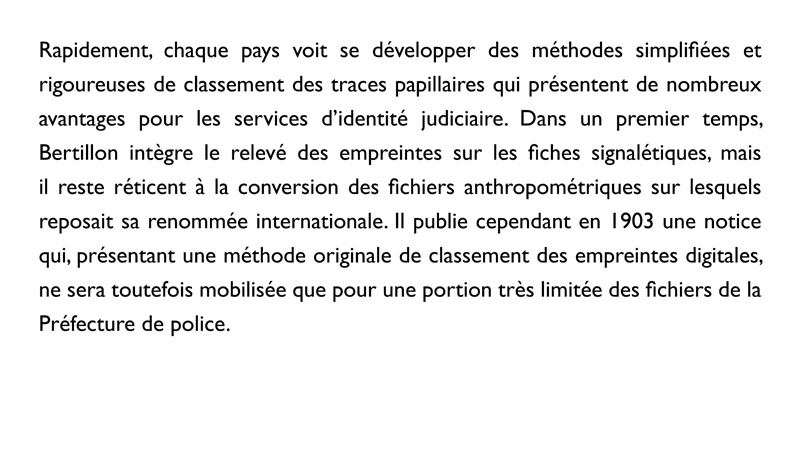 Rapidement, chaque pays voit se développer des méthodes simplifiées et
rigoureuses de classement des traces papillaires qui présentent de nombreux
avantages pour les services d’identité judiciaire. Dans un premier temps,
Bertillon intègre le relevé des empreintes sur les fiches signalétiques, mais
il reste réticent à la conversion des fichiers anthropométriques sur lesquels
reposait sa renommée internationale. Il publie cependant en 1903 une notice
qui, présentant une méthode originale de classement des empreintes digitales,
ne sera toutefois mobilisée que pour une portion très limitée des fichiers de la
Préfecture de police.